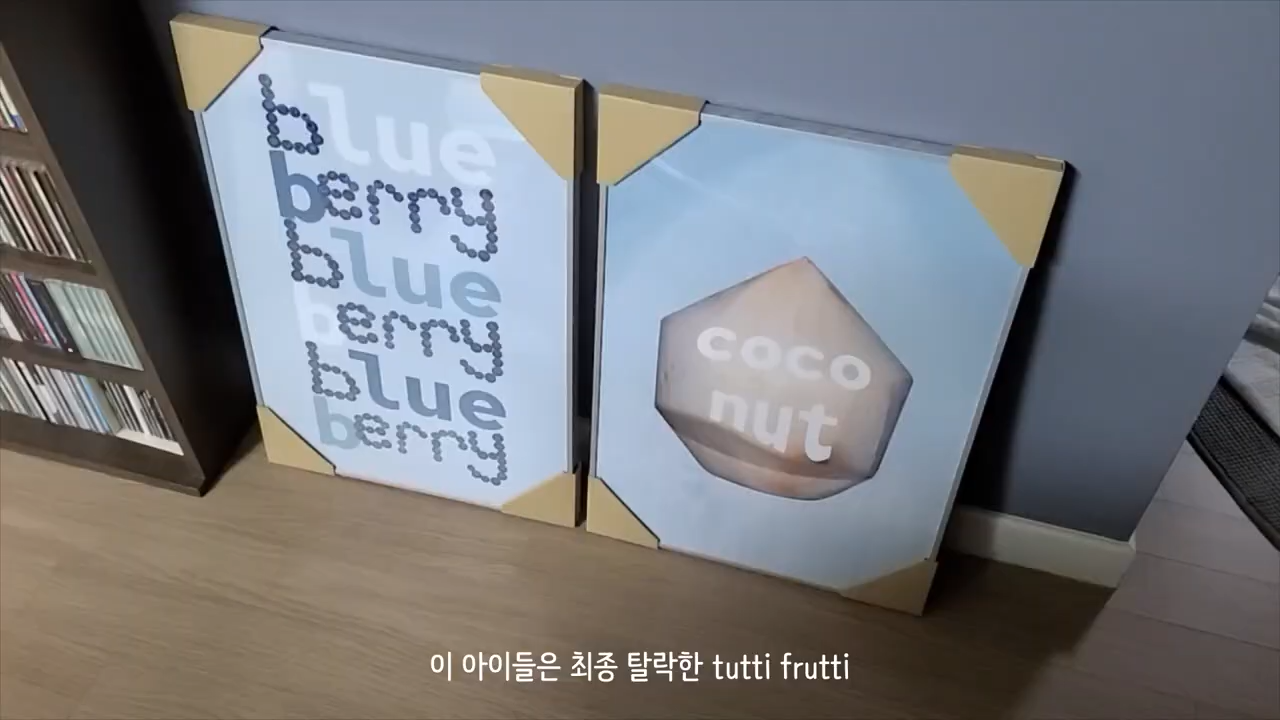 blue
berry
blue
berry
blue
berry
coco
nut
이 아이들은 최종 탈락한 tutti frutti